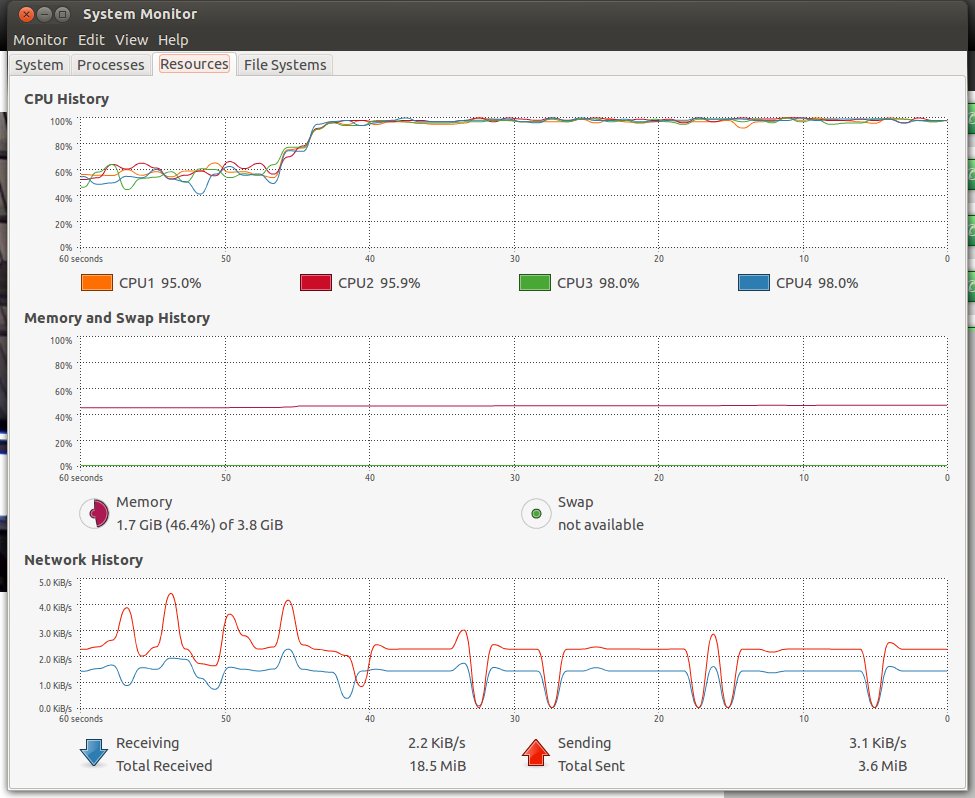 System Monitor
Monitor Edit View Help
System Processes Resources File Systems
CPU History
100%
80%
60%
40%
20%
0%
60 seconds 50 40 30 20 10 0
CPU1 95.0% CPU2 95.9% CPU3 98.0% CPU4 98.0%
Memory and Swap History
100%
80%
60%
40%
20%
0%
60 seconds 50 40 30 20 10 0
Memory
1.7 GiB (46.4%) of 3.8 GiB
Swap
not available
Network History
5.0 KiB/s
4.0 KiB/s
3.0 KiB/s
2.0 KiB/s
1.0 KiB/s
0.0 KiB/s
60 seconds 50 40 30 20 10 0
Receiving 2.2 KiB/s
Total Received 18.5 MiB
Sending 3.1 KiB/s
Total Sent 3.6 MiB